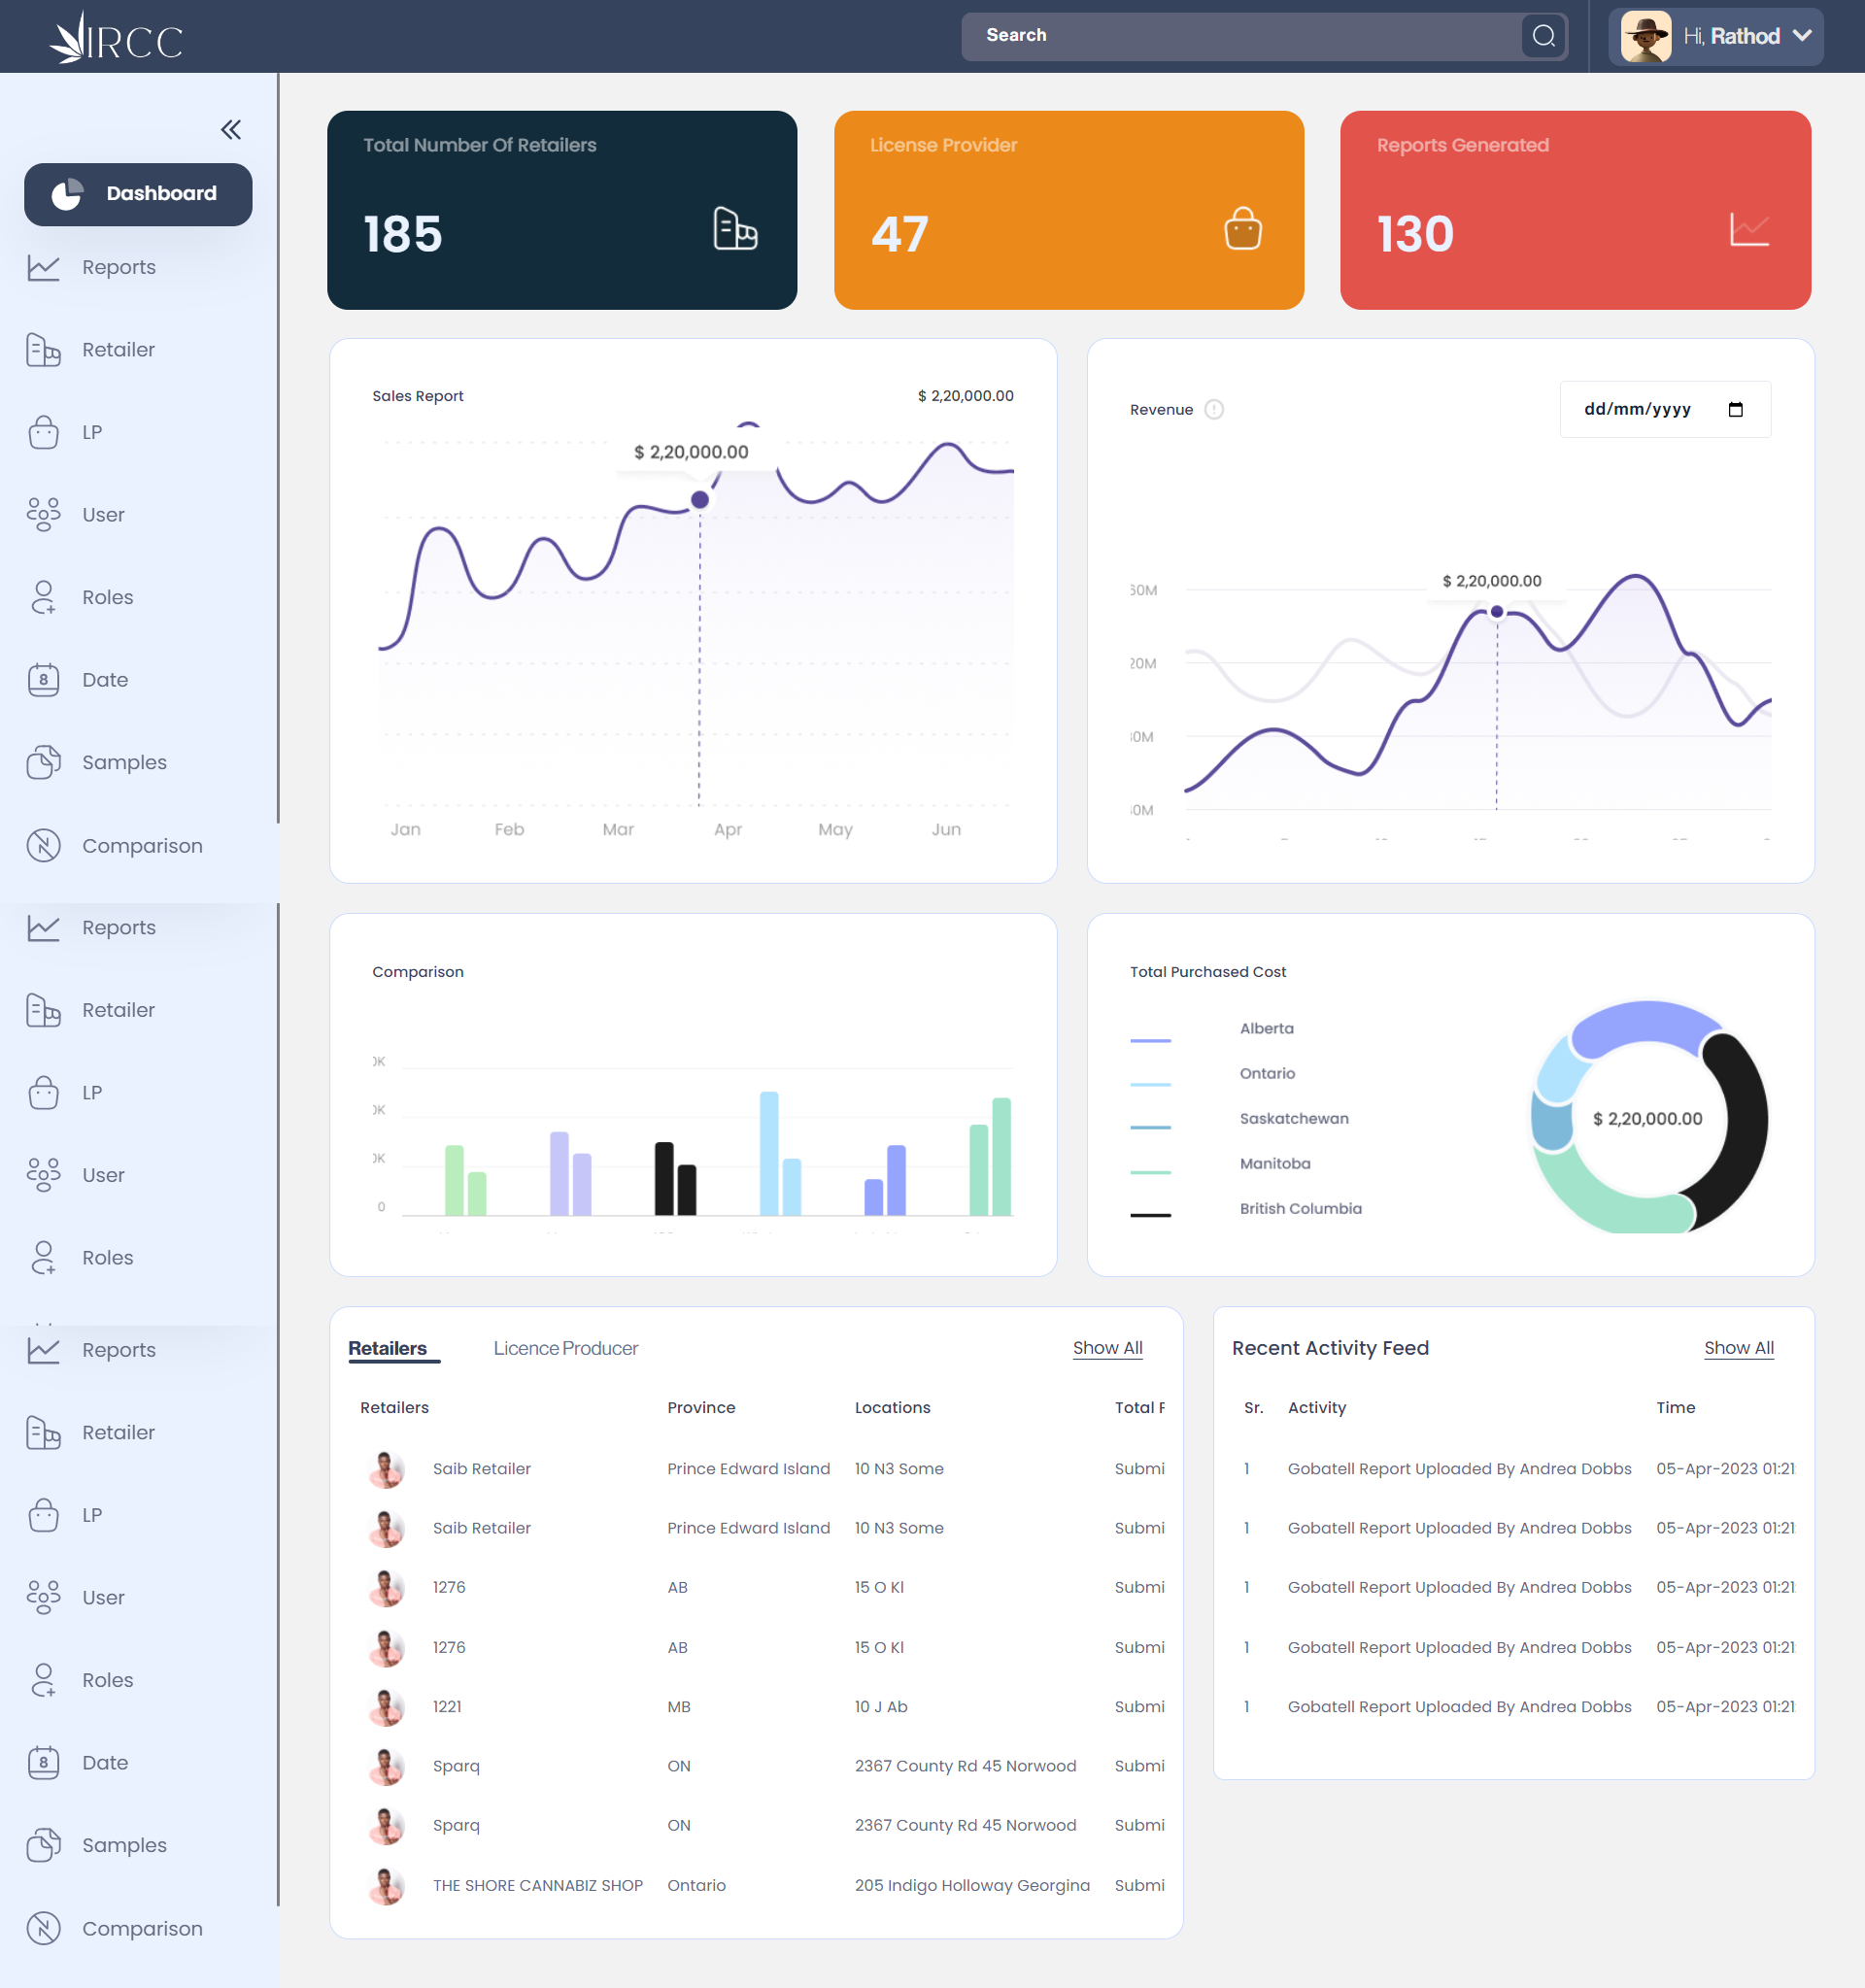 IRCC
Search
Hi, Rathod
Dashboard
Reports
Retailer
LP
User
Roles
8
Date
Samples
Comparison
Reports
Retailer
LP
User
Roles
Reports
Retailer
LP
User
Roles
8
Date
Samples
Comparison
Total Number Of Retailers
185
License Provider
47
Reports Generated
130
Sales Report
$ 2,20,000.00
$ 2,20,000.00
Jan Feb Mar Apr May Jun
Revenue
dd/mm/yyyy
$ 2,20,000.00
Comparison
0
Total Purchased Cost
Alberta
Ontario
Saskatchewan
Manitoba
British Columbia
$ 2,20,000.00
Retailers Licence Producer Show All
Retailers Province Locations Total
Saib Retailer Prince Edward Island 10 N3 Some Submi
Saib Retailer Prince Edward Island 10 N3 Some Submi
1276 AB 15 O Kl Submi
1276 AB 15 O Kl Submi
1221 MB 10 J Ab Submi
Sparq ON 2367 County Rd 45 Norwood Submi
Sparq ON 2367 County Rd 45 Norwood Submi
THE SHORE CANNABIZ SHOP Ontario 205 Indigo Holloway Georgina Submi
Recent Activity Feed Show All
Sr. Activity Time
1 Gobatell Report Uploaded By Andrea Dobbs 05-Apr-2023 01:21
1 Gobatell Report Uploaded By Andrea Dobbs 05-Apr-2023 01:21
1 Gobatell Report Uploaded By Andrea Dobbs 05-Apr-2023 01:21
1 Gobatell Report Uploaded By Andrea Dobbs 05-Apr-2023 01:21
1 Gobatell Report Uploaded By Andrea Dobbs 05-Apr-2023 01:21